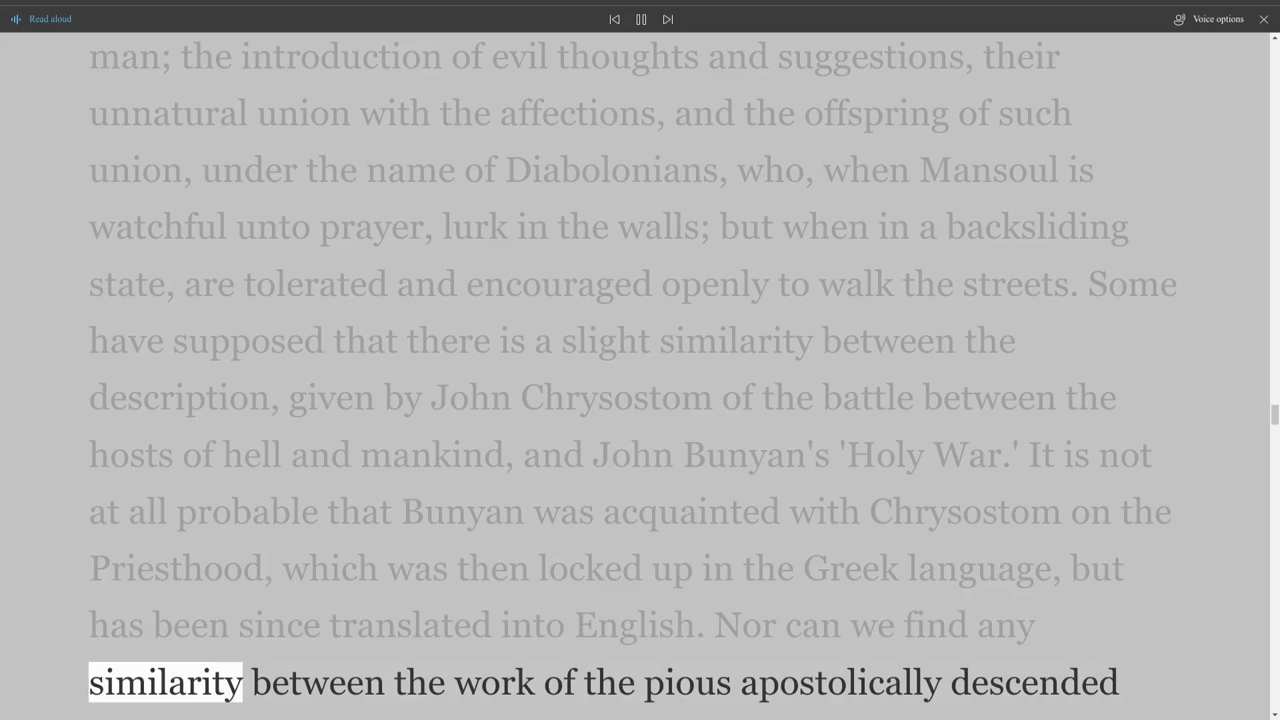 Read aloud
Voice options
man; the introduction of evil thoughts and suggestions, their
unnatural union with the affections, and the offspring of such
union, under the name of Diabolonians, who, when Mansoul is
watchful unto prayer, lurk in the walls; but when in a backsliding
state, are tolerated and encouraged openly to walk the streets. Some
have supposed that there is a slight similarity between the
description, given by John Chrysostom of the battle between the
hosts of hell and mankind, and John Bunyan's 'Holy War.' It is not
at all probable that Bunyan was acquainted with Chrysostom on the
Priesthood, which was then locked up in the Greek language, but
has been since translated into English. Nor can we find any
similarity between the work of the pious apostolically descended